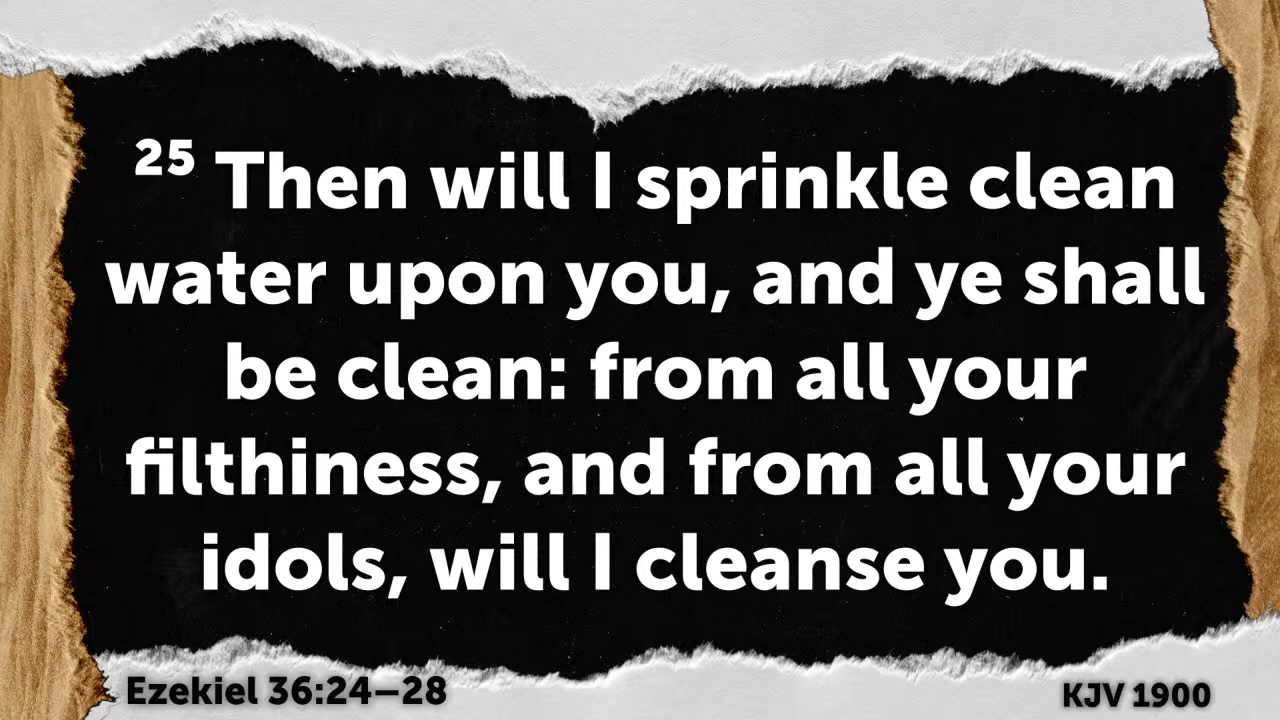 25 Then will I sprinkle clean
water upon you, and ye shall
be clean: from all your
filthiness, and from all your
idols, will I cleanse you.
Ezekiel 36:24–28
KJV 1900